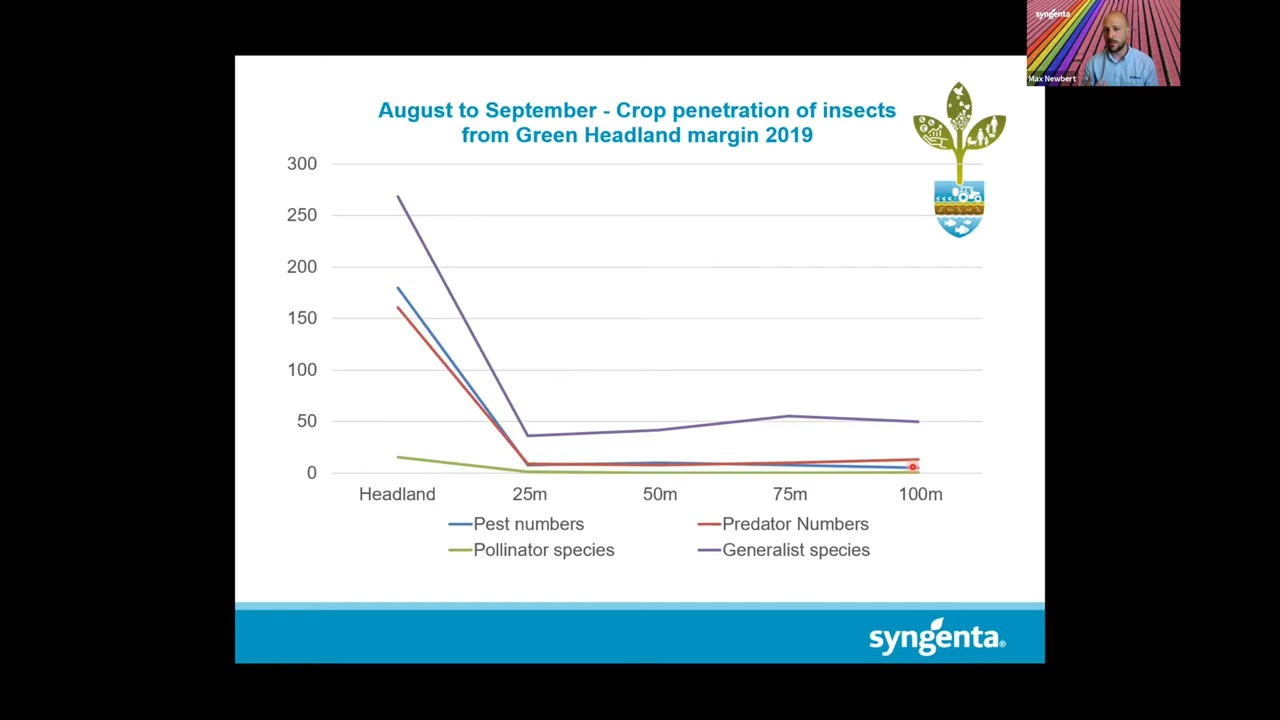 syngenta
Max Newbert
August to September - Crop penetration of insects
from Green Headland margin 2019
300
250
200
150
100
50
0
Headland 25m 50m 75m 100m
Pest numbers Predator Numbers
Pollinator species Generalist species
syngenta®